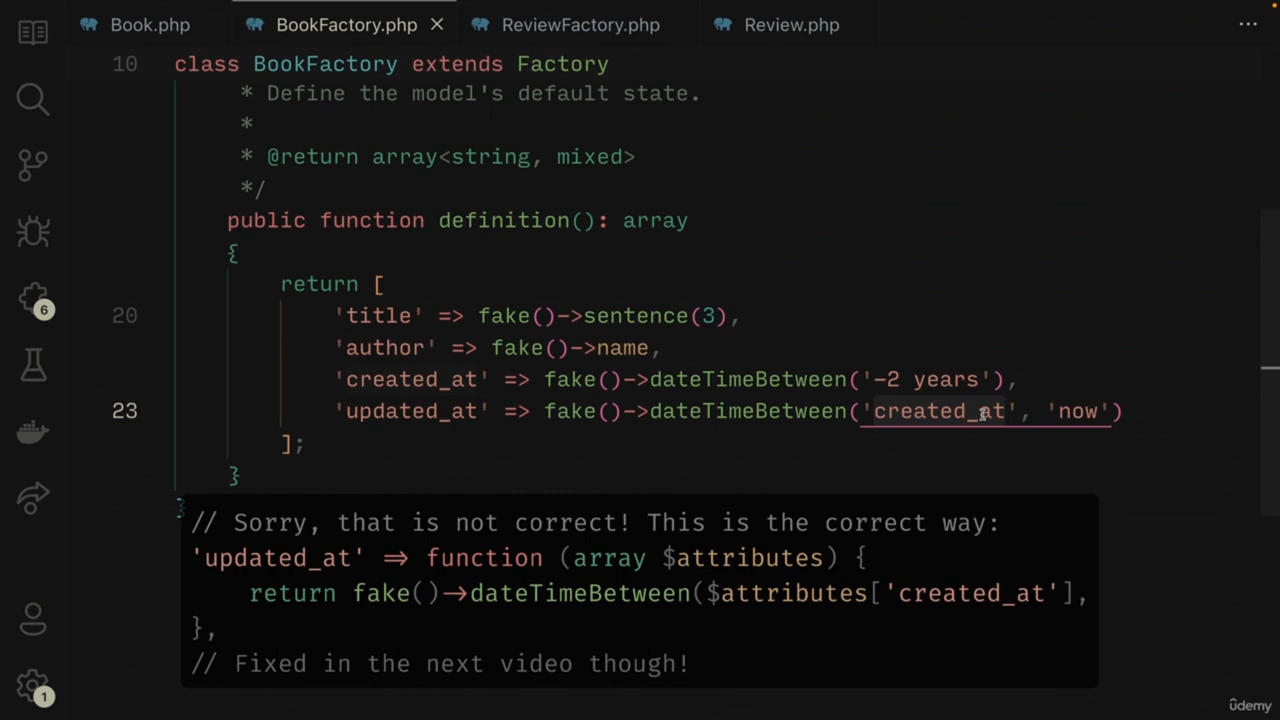 Book.php
BookFactory.php
ReviewFactory.php
Review.php
10 class BookFactory extends Factory
* Define the model's default state.
*
* @return array<string, mixed>
*/
public function definition(): array
{
return [
20 'title' => fake()->sentence(3),
'author' => fake()->name,
'created_at' => fake()->dateTimeBetween('-2 years'),
23 'updated_at' => fake()->dateTimeBetween('created_at', 'now')
];
}
}
// Sorry, that is not correct! This is the correct way:
'updated_at' => function (array $attributes) {
return fake()->dateTimeBetween($attributes['created_at'],
},
// Fixed in the next video though!
6
1
ûdemy